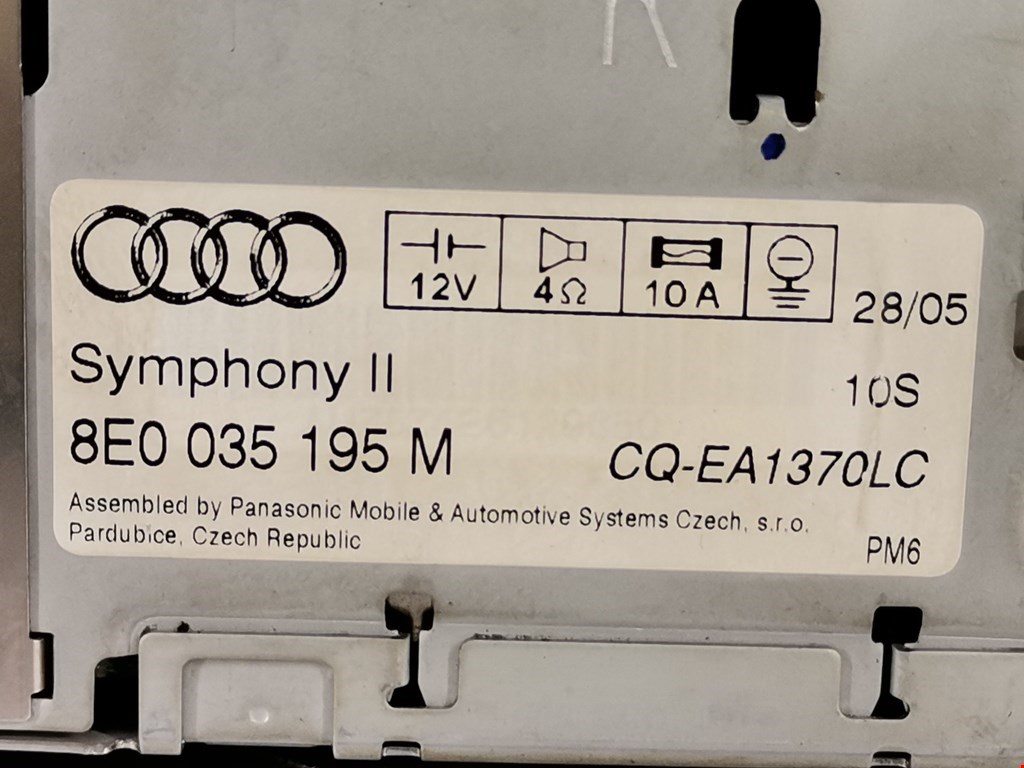 R
12V 4Ω 10A
28/05
Symphony II
10S
8E0 035 195 M CQ-EA1370LC
Assembled by Panasonic Mobile & Automotive Systems Czech, s.r.o.
Pardubice, Czech Republic
PM6